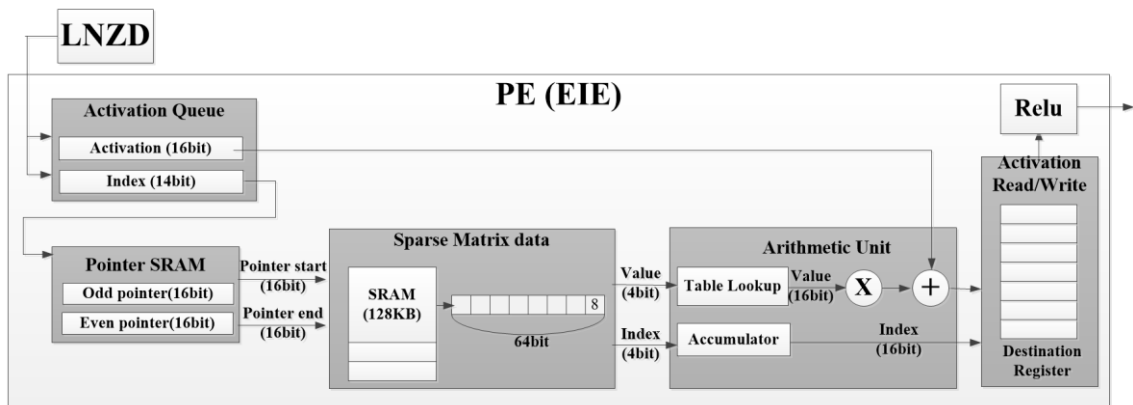 LNZD
PE (EIE)
Activation Queue
Activation (16bit)
Index (14bit)
Relu
Activation
Read/Write
Pointer SRAM
Odd pointer(16bit)
Even pointer(16bit)
Pointer start
(16bit)
Pointer end
(16bit)
Sparse Matrix data
SRAM
(128KB)
8
64bit
Value
(4bit)
Index
(4bit)
Arithmetic Unit
Table Lookup
Value
(16bit)
X
+
Accumulator
Index
(16bit)
Destination
Register